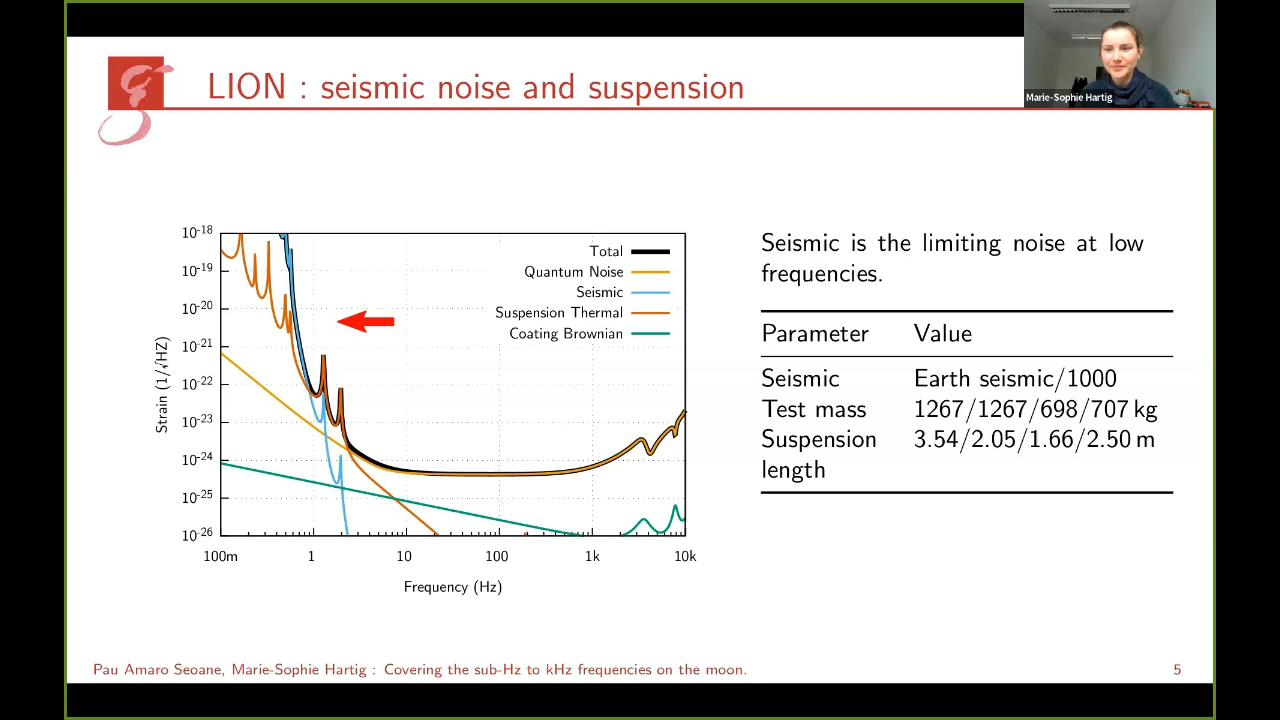 LION : seismic noise and suspension
Marie-Sophie Hartig
Strain (1/√HZ)
10-18
10-19
10-20
10-21
10-22
10-23
10-24
10-25
10-26
Total
Quantum Noise
Seismic
Suspension Thermal
Coating Brownian
100m 1 10 100 1k 10k
Frequency (Hz)
Seismic is the limiting noise at low
frequencies.
Parameter Value
Seismic Earth seismic/1000
Test mass 1267/1267/698/707 kg
Suspension 3.54/2.05/1.66/2.50 m
length
Pau Amaro Seoane, Marie-Sophie Hartig : Covering the sub-Hz to kHz frequencies on the moon. 5